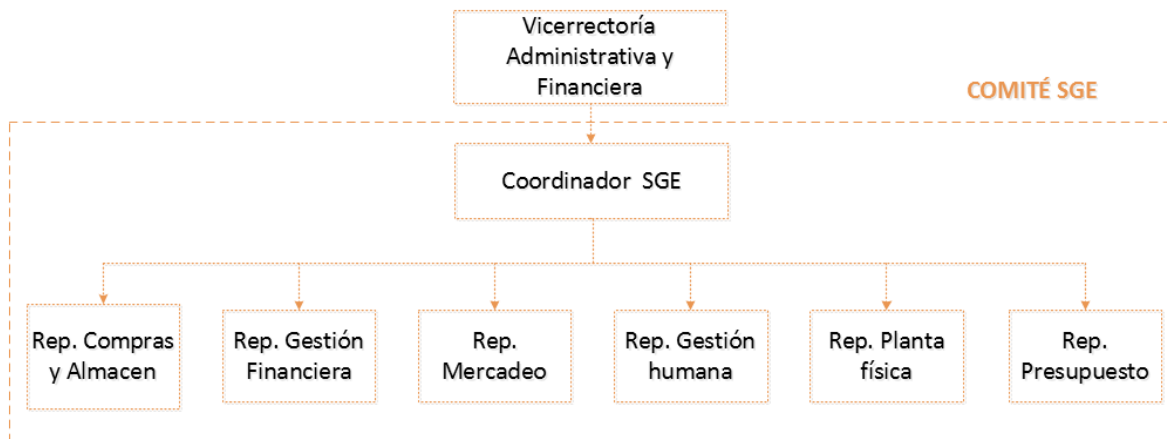 Vicerrectoría
Administrativa y
Financiera
COMITÉ SGE
Coordinador SGE
Rep. Compras
y Almacen
Rep. Gestión
Financiera
Rep.
Mercadeo
Rep. Gestión
humana
Rep. Planta
física
Rep.
Presupuesto